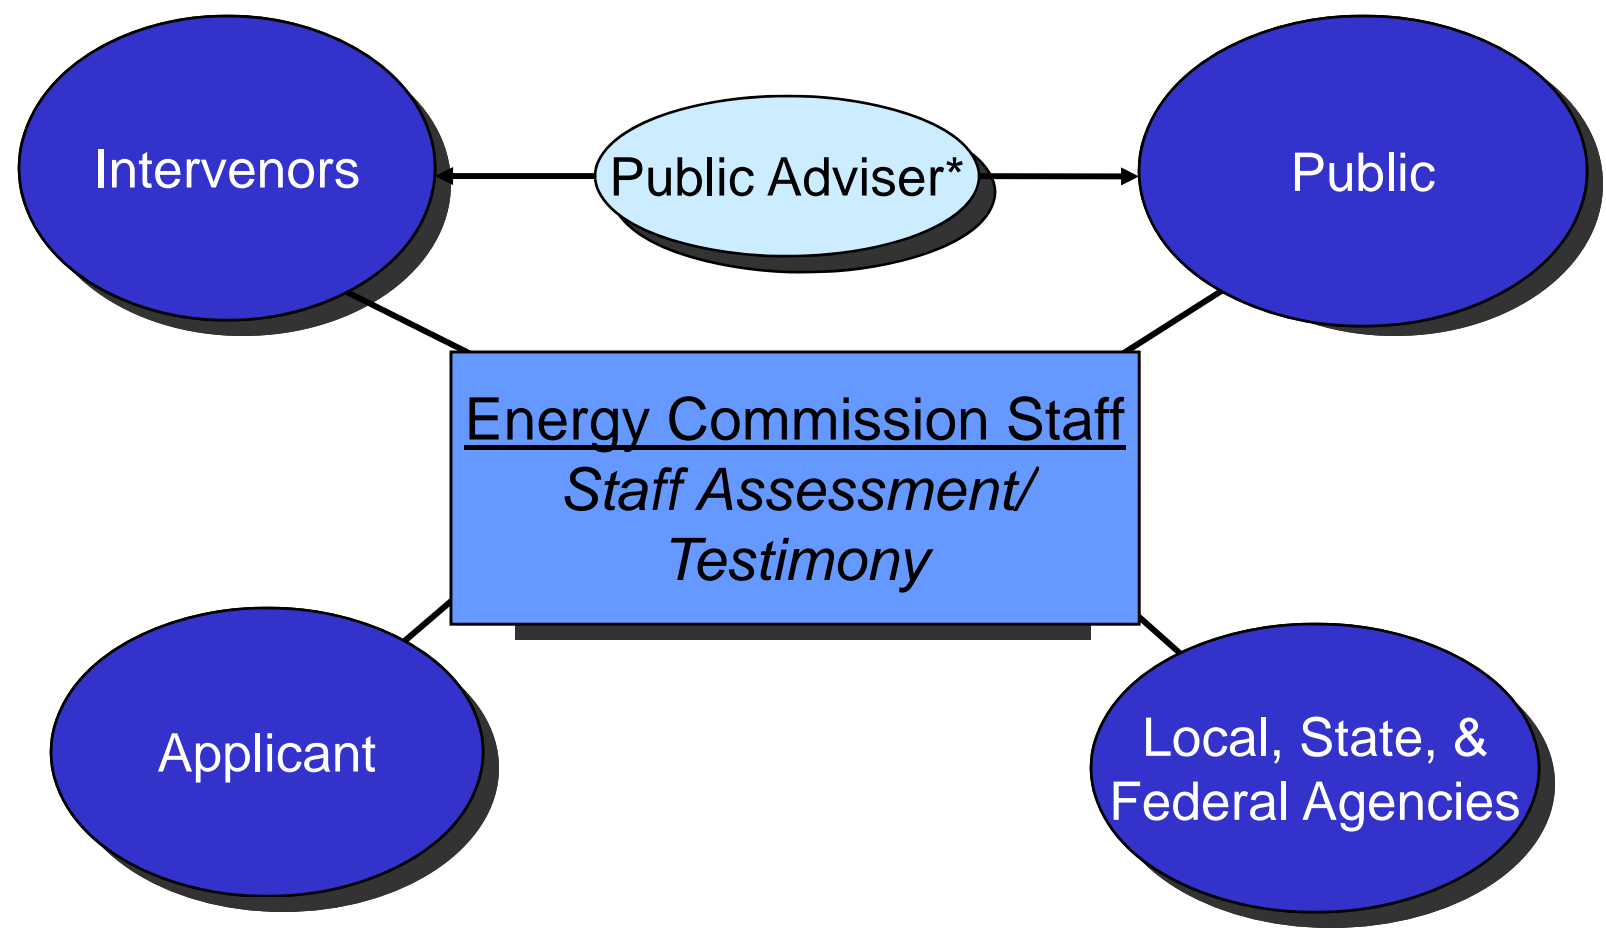 Intervenors
Public Adviser*
Public
Energy Commission Staff
Staff Assessment/
Testimony
Applicant
Local, State, &
Federal Agencies